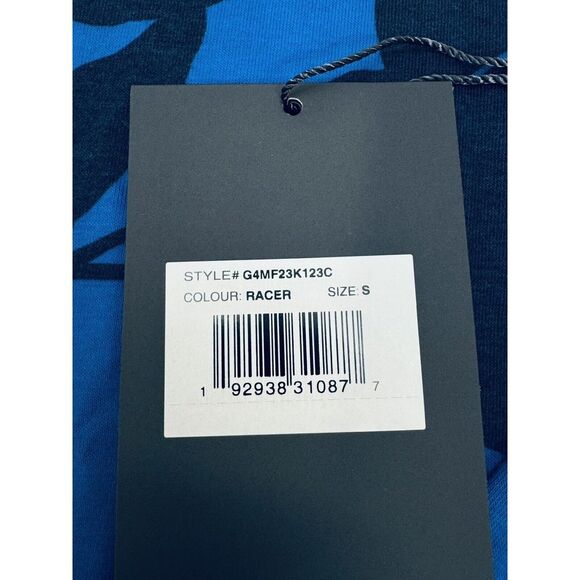 STYLE# G4MF23K123C
COLOUR: RACER SIZE: S
1 92938 31087 7